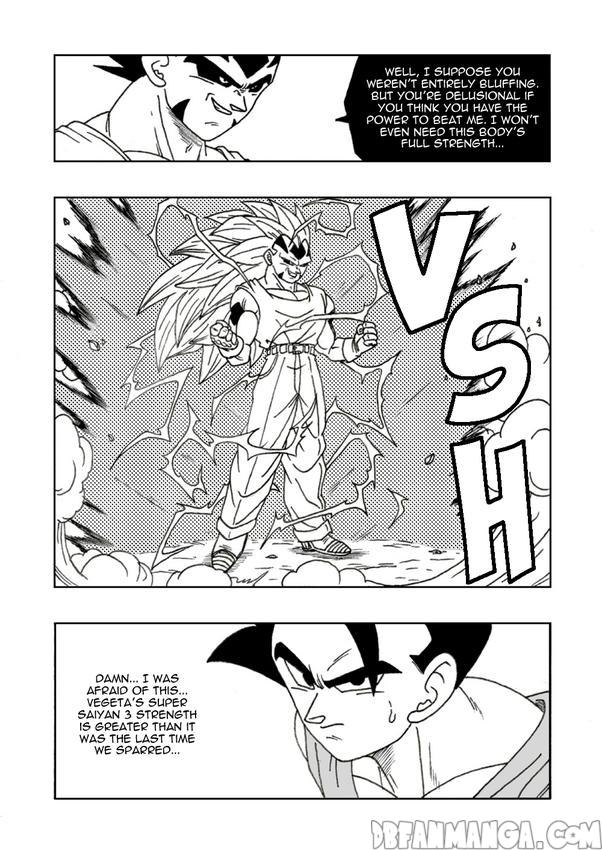 WELL, I SUPPOSE YOU
WEREN'T ENTIRELY BLUFFING.
BUT YOU'RE DELUSIONAL IF
YOU THINK YOU HAVE THE
POWER TO BEAT ME. I WON'T
EVEN NEED THIS BODY'S
FULL STRENGTH...
VSH
DAMN... I WAS
AFRAID OF THIS...
VEGETA'S SUPER
SAIYAN 3 STRENGTH
IS GREATER THAN IT
WAS THE LAST TIME
WE SPARRED...
DBFANMANGA.COM